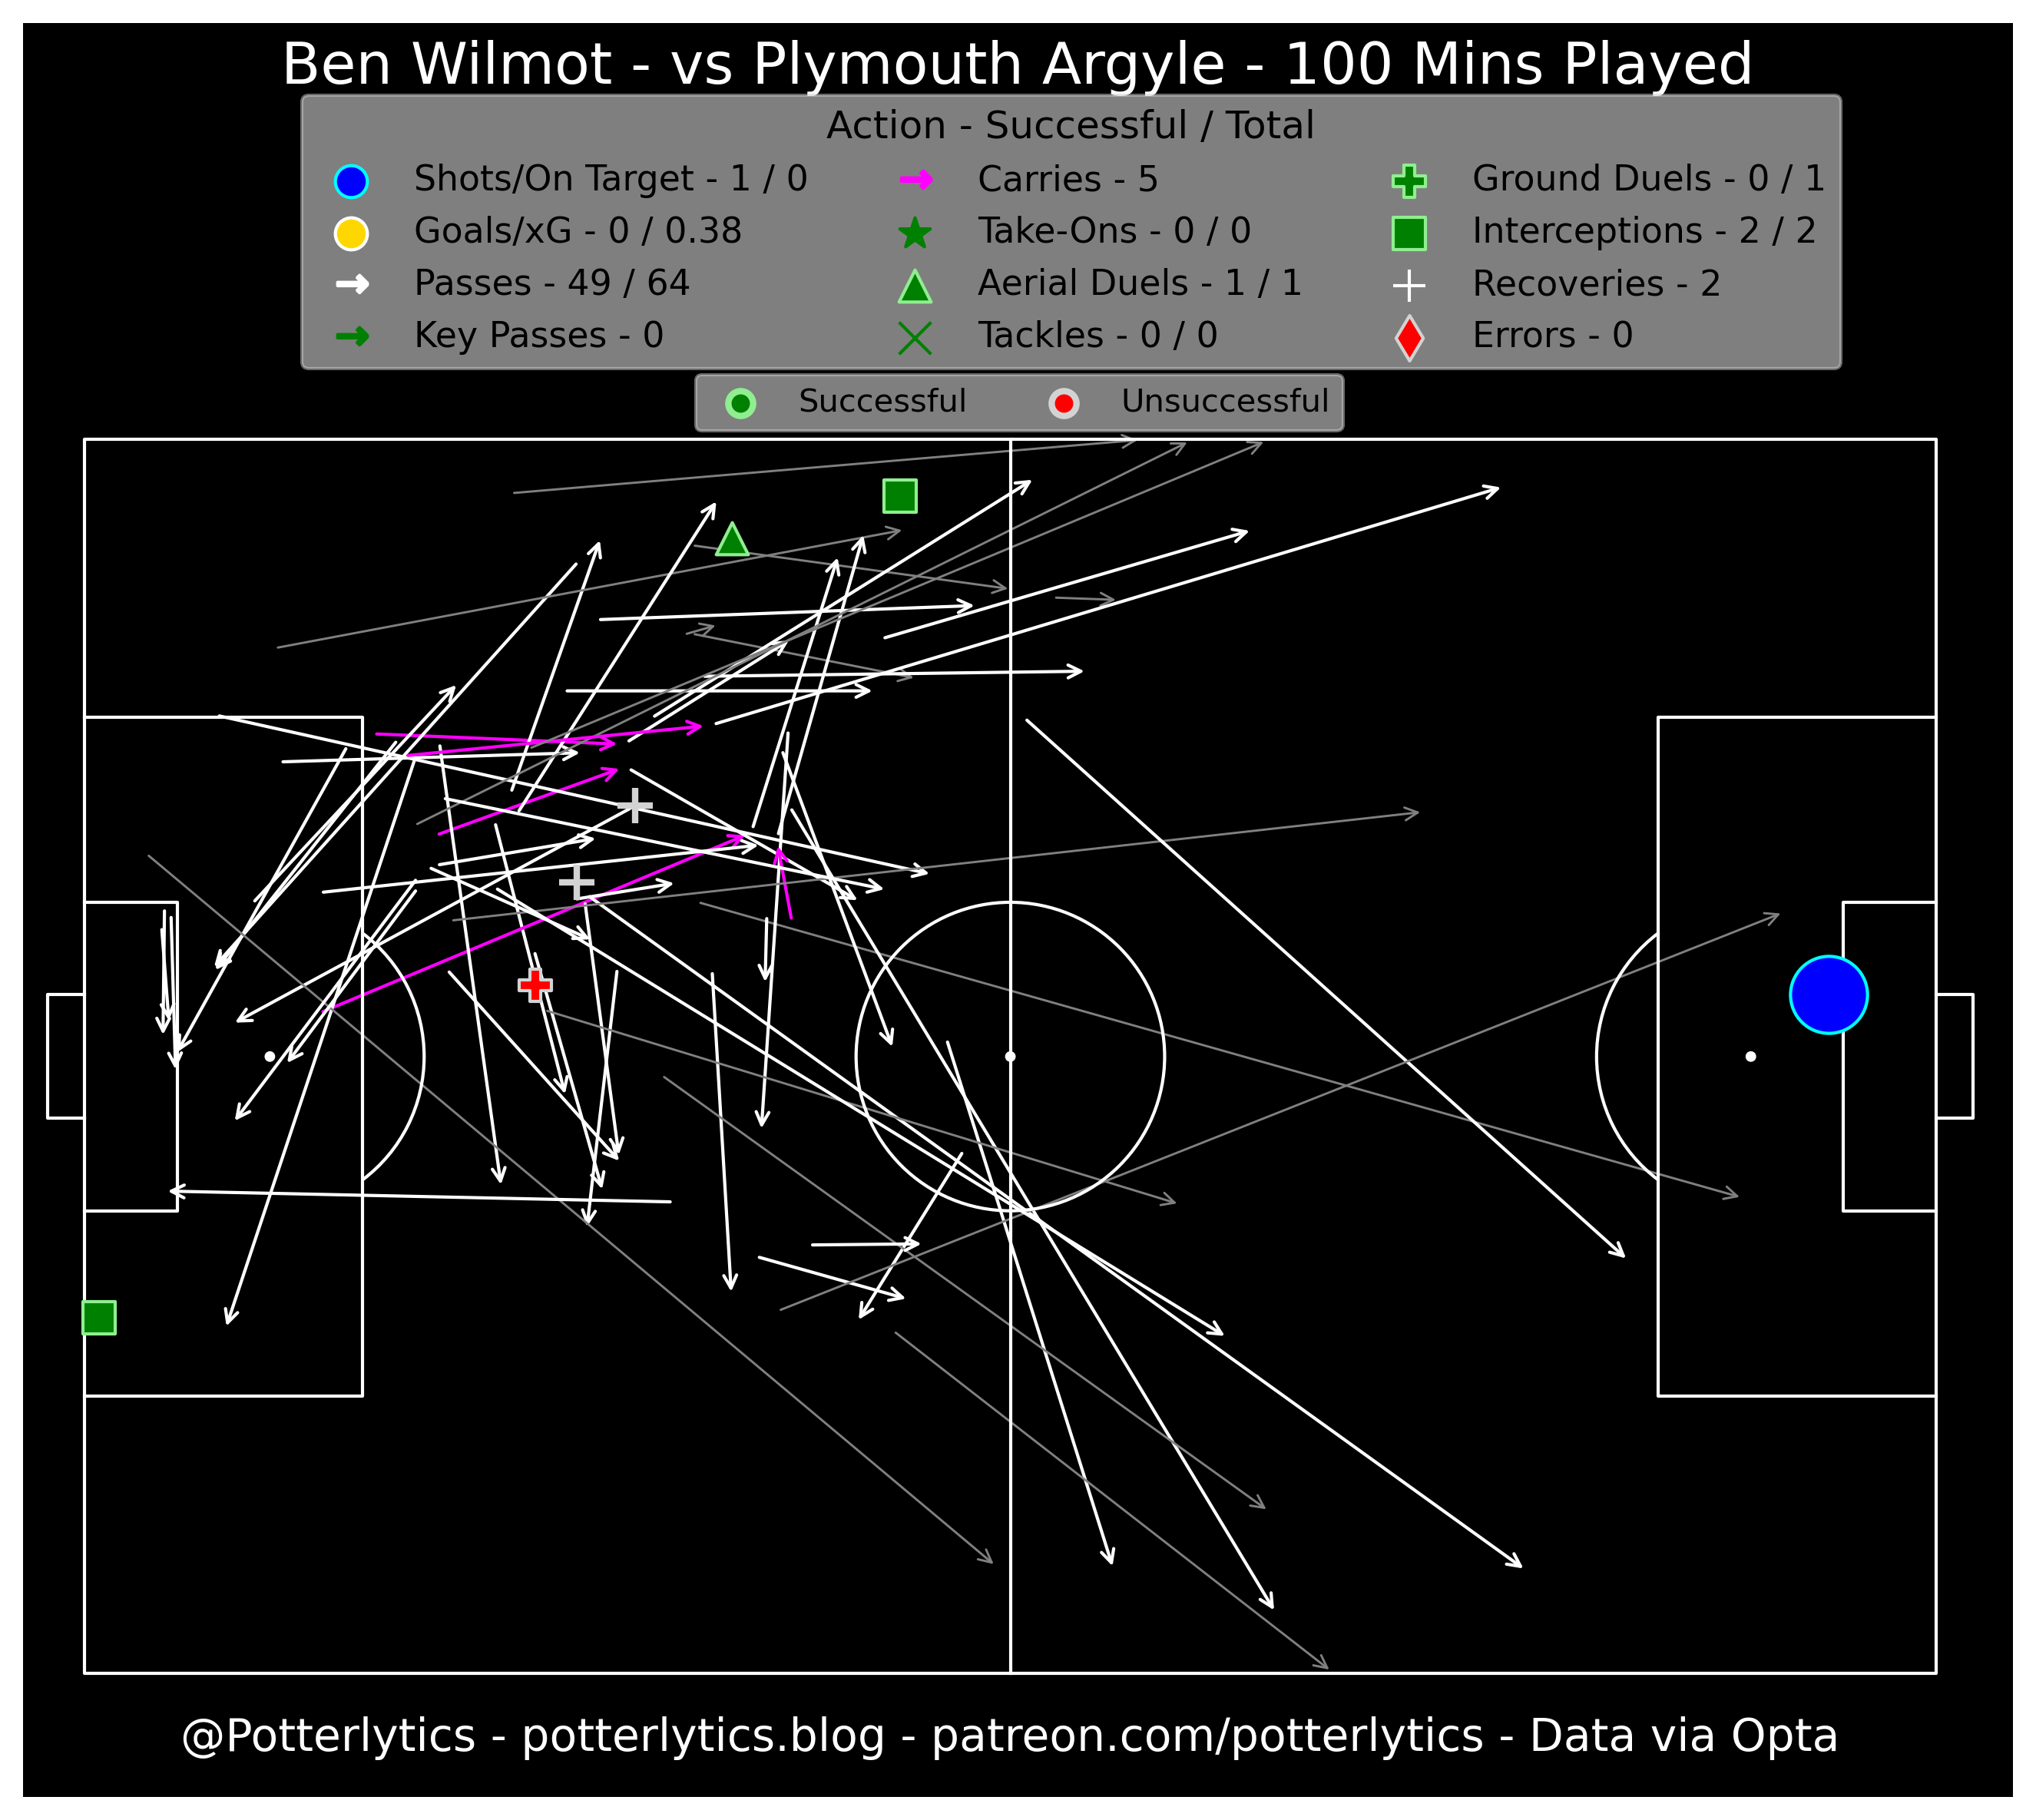 Ben Wilmot - vs Plymouth Argyle - 100 Mins Played
Action - Successful / Total
Shots/On Target - 1 / 0
Goals/xG - 0 / 0.38
Passes - 49 / 64
Key Passes - 0
Carries - 5
Take-Ons - 0 / 0
Aerial Duels - 1 / 1
Tackles - 0 / 0
Ground Duels - 0 / 1
Interceptions - 2 / 2
Recoveries - 2
Errors - 0
Successful
Unsuccessful
@Potterlytics - potterlytics.blog - patreon.com/potterlytics - Data via Opta